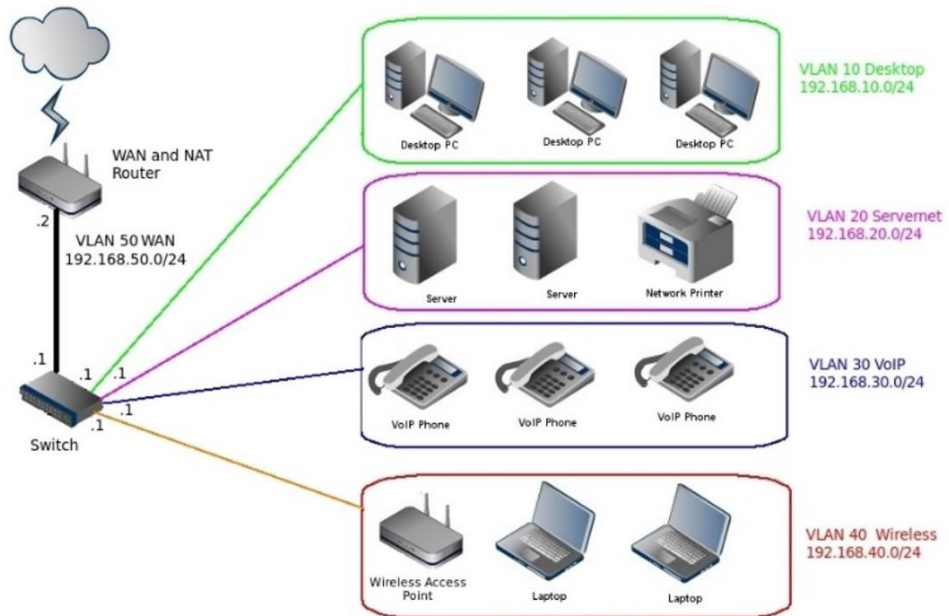 WAN and NAT
Router
.2
VLAN 50 WAN
192.168.50.0/24
.1
.1
.1
.1
.1
Switch
Desktop PC
Desktop PC
Desktop PC
VLAN 10 Desktop
192.168.10.0/24
Server
Server
Network Printer
VLAN 20 Servernet
192.168.20.0/24
VoIP Phone
VoIP Phone
VoIP Phone
VLAN 30 VoIP
192.168.30.0/24
Wireless Access
Point
Laptop
Laptop
VLAN 40 Wireless
192.168.40.0/24